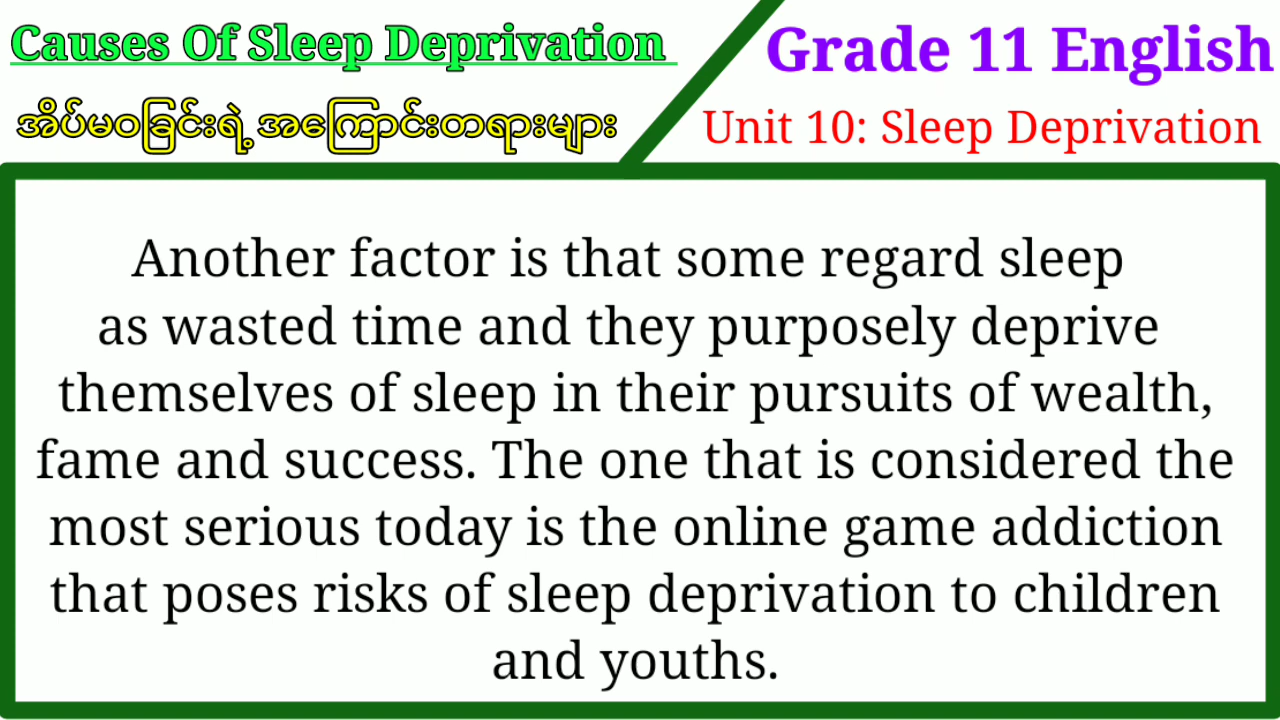 Causes Of Sleep Deprivation
အိပ်မဝခြင်းရဲ့ အကြောင်းတရားများ
Grade 11 English
Unit 10: Sleep Deprivation
Another factor is that some regard sleep
as wasted time and they purposely deprive
themselves of sleep in their pursuits of wealth,
fame and success. The one that is considered the
most serious today is the online game addiction
that poses risks of sleep deprivation to children
and youths.